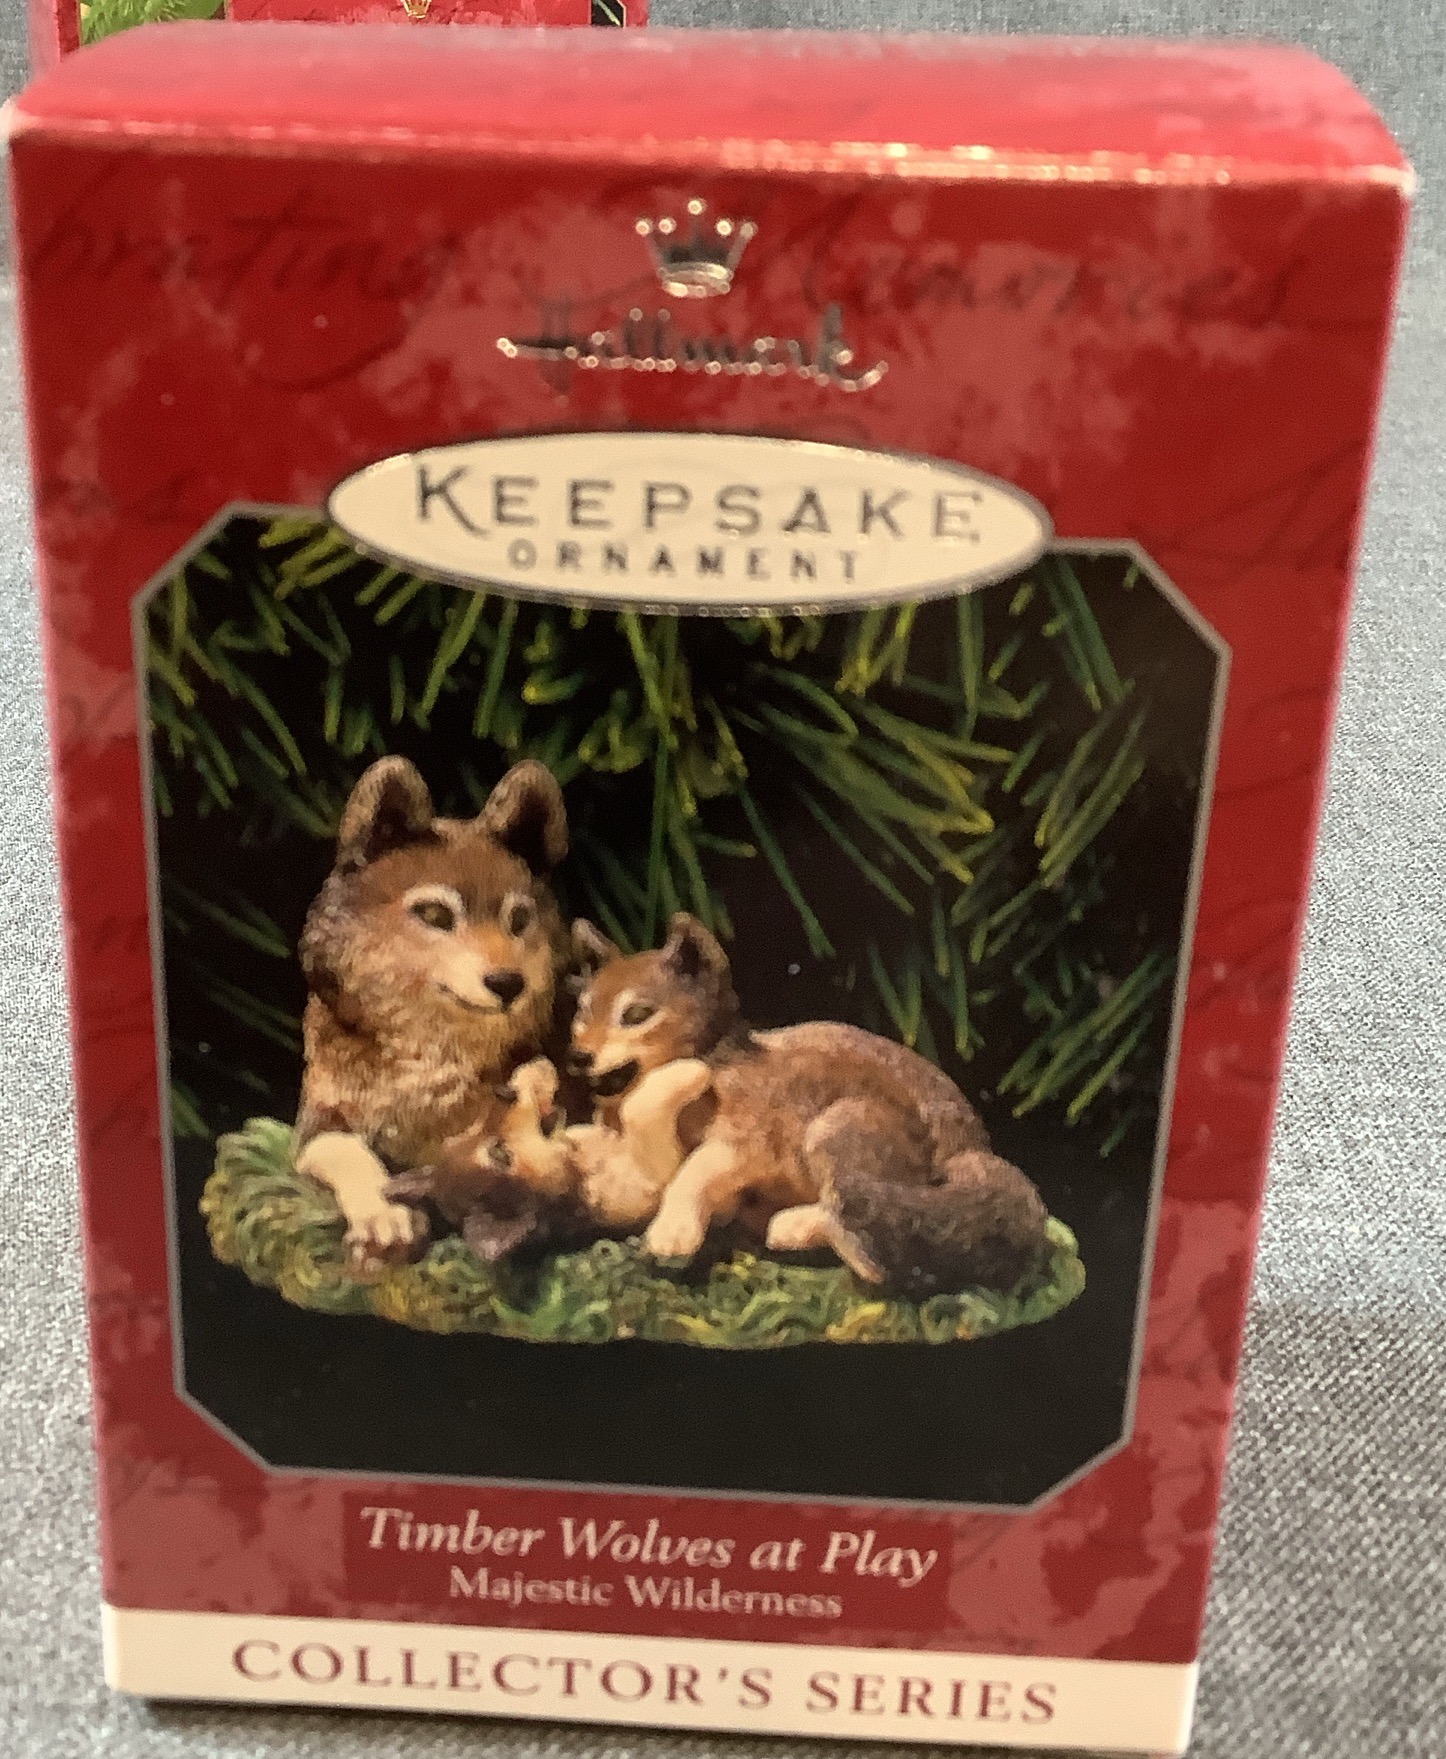 Hallmark
KEEPSAKE
ORNAMENT
Timber Wolves at Play
Majestic Wilderness
COLLECTOR'S SERIES